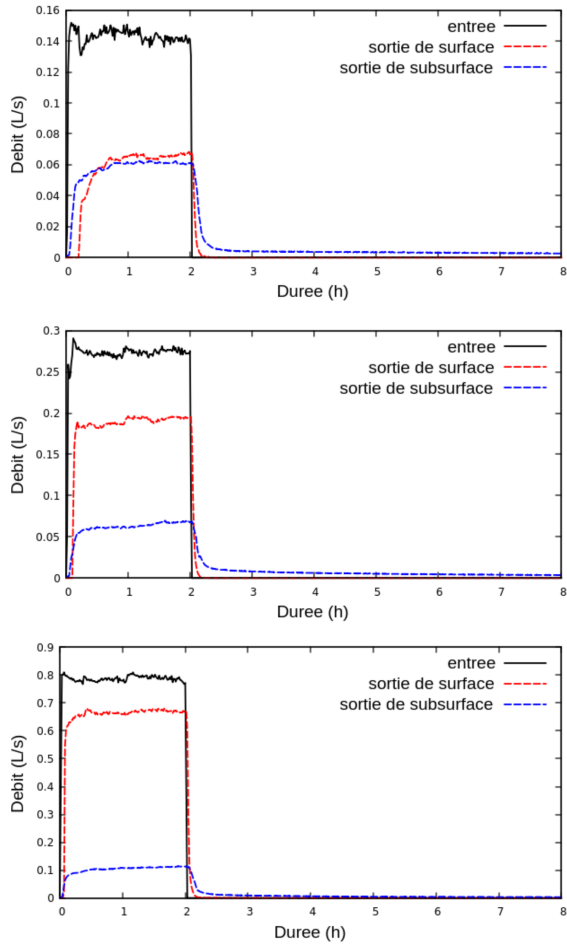 0.16
0.14
0.12
0.1
0.08
0.06
0.04
0.02
0
Debit (L/s)
entree
sortie de surface
sortie de subsurface
0 1 2 3 4 5 6 7 8
Duree (h)
0.3
0.25
0.2
0.15
0.1
0.05
0
Debit (L/s)
entree
sortie de surface
sortie de subsurface
0 1 2 3 4 5 6 7 8
Duree (h)
0.9
0.8
0.7
0.6
0.5
0.4
0.3
0.2
0.1
0
Debit (L/s)
entree
sortie de surface
sortie de subsurface
0 1 2 3 4 5 6 7 8
Duree (h)